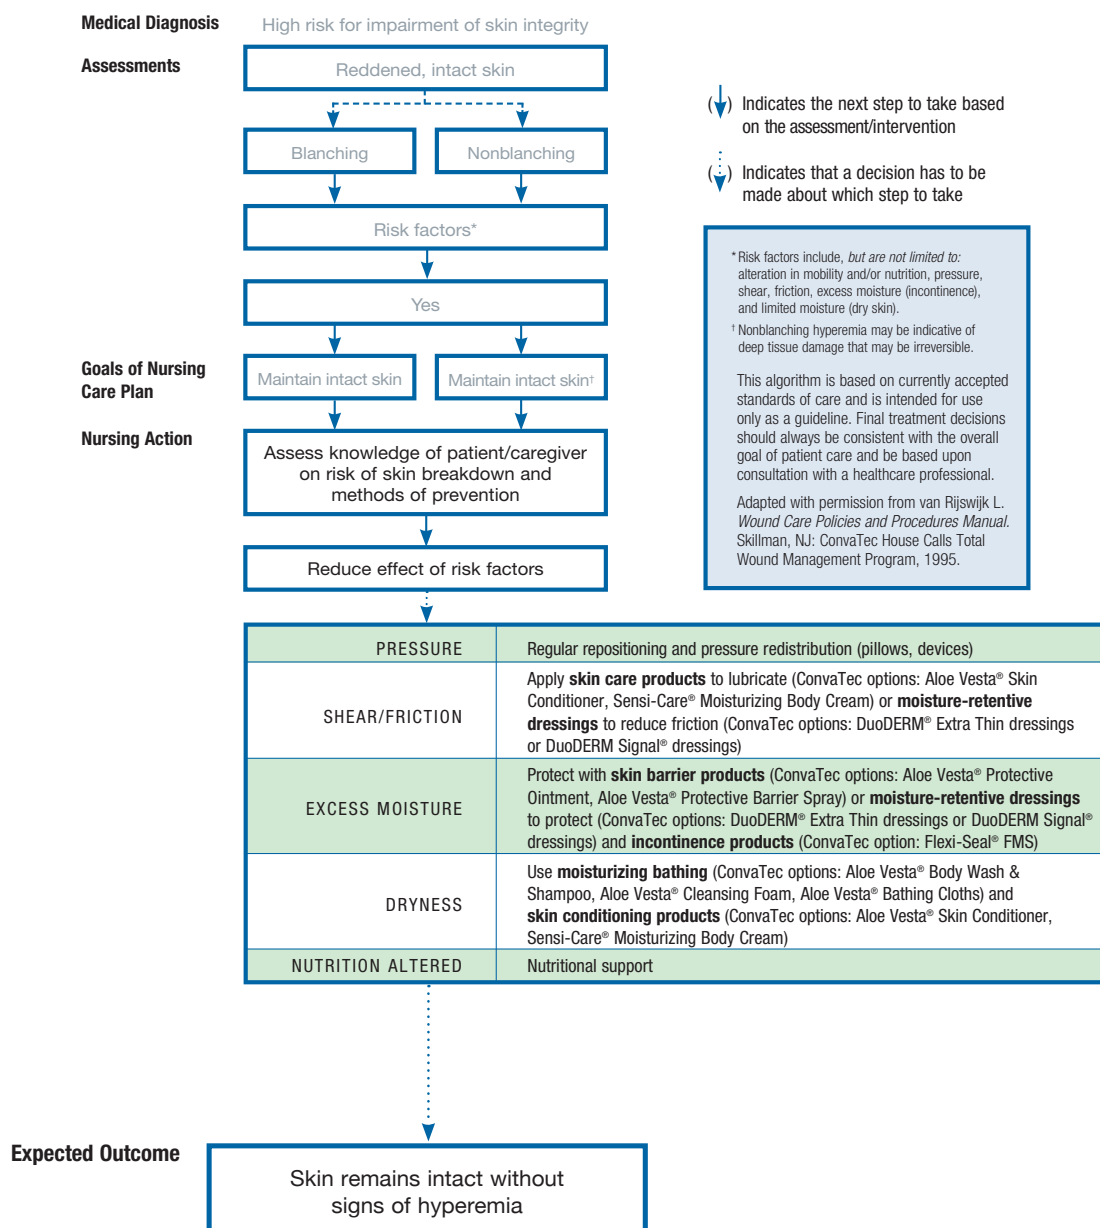 Medical Diagnosis
High risk for impairment of skin integrity
Assessments
Reddened, intact skin
Blanching
Nonblanching
Risk factors*
Yes
Goals of Nursing
Care Plan
Maintain intact skin
Maintain intact skin†
Nursing Action
Assess knowledge of patient/caregiver
on risk of skin breakdown and
methods of prevention
Reduce effect of risk factors
( ) Indicates the next step to take based
on the assessment/intervention
( ) Indicates that a decision has to be
made about which step to take
* Risk factors include, but are not limited to:
alteration in mobility and/or nutrition, pressure,
shear, friction, excess moisture (incontinence),
and limited moisture (dry skin).
† Nonblanching hyperemia may be indicative of
deep tissue damage that may be irreversible.
This algorithm is based on currently accepted
standards of care and is intended for use
only as a guideline. Final treatment decisions
should always be consistent with the overall
goal of patient care and be based upon
consultation with a healthcare professional.
Adapted with permission from van Rijswijk L.
Wound Care Policies and Procedures Manual.
Skillman, NJ: ConvaTec House Calls Total
Wound Management Program, 1995.
PRESSURE
Regular repositioning and pressure redistribution (pillows, devices)
SHEAR/FRICTION
Apply skin care products to lubricate (ConvaTec options: Aloe Vesta® Skin
Conditioner, Sensi-Care® Moisturizing Body Cream) or moisture-retentive
dressings to reduce friction (ConvaTec options: DuoDERM® Extra Thin dressings
or DuoDERM Signal® dressings)
EXCESS MOISTURE
Protect with skin barrier products (ConvaTec options: Aloe Vesta® Protective
Ointment, Aloe Vesta® Protective Barrier Spray) or moisture-retentive dressings
to protect (ConvaTec options: DuoDERM® Extra Thin dressings or DuoDERM Signal®
dressings) and incontinence products (ConvaTec option: Flexi-Seal® FMS)
DRYNESS
Use moisturizing bathing (ConvaTec options: Aloe Vesta® Body Wash &
Shampoo, Aloe Vesta® Cleansing Foam, Aloe Vesta® Bathing Cloths) and
skin conditioning products (ConvaTec options: Aloe Vesta® Skin Conditioner,
Sensi-Care® Moisturizing Body Cream)
NUTRITION ALTERED
Nutritional support
Expected Outcome
Skin remains intact without
signs of hyperemia